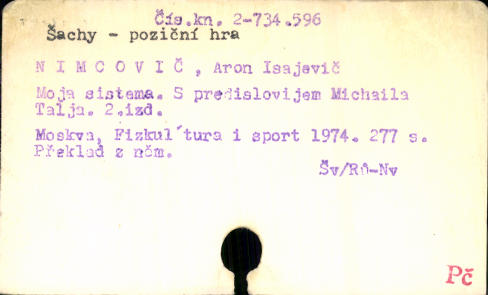 Čís.kn. 2-734.596
Šachy - poziční hra
N I M C O V I Č , Aron Isajevič
Moja sistema. S predislovijem Michaila
Talja. 2.izd.
Moskva, Fizkul´tura i sport 1974. 277 s.
Překlad z něm.
Šv/Rů-Nv
Pč